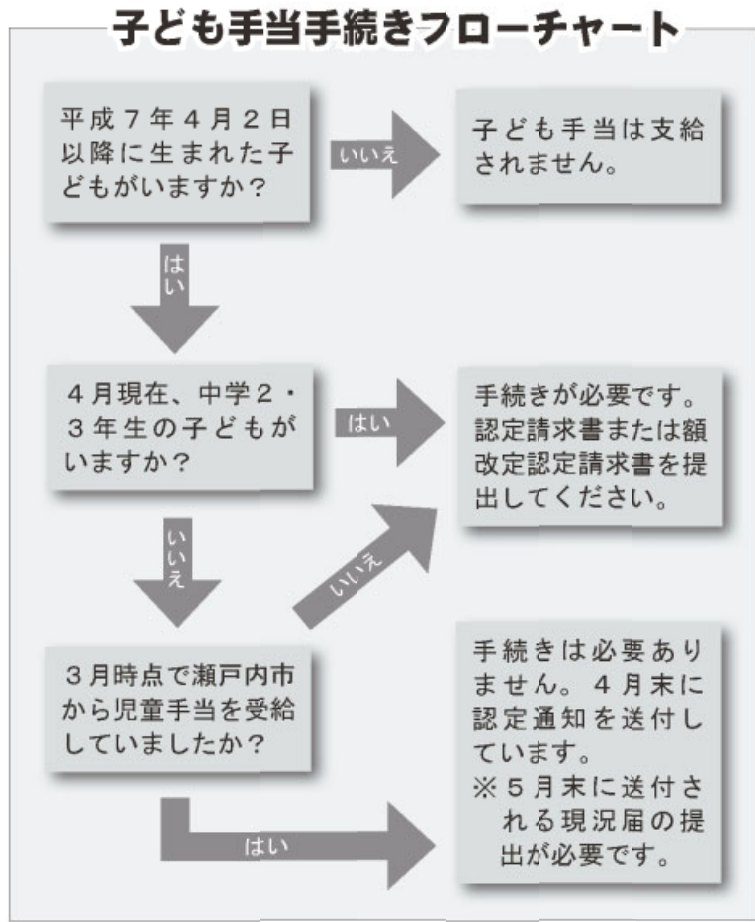 子ども手当手続きフローチャート
平成７年４月２日
以降に生まれた子
どもがいますか？
いいえ
子ども手当は支給
されません。
はい
４月現在、中学２・
３年生の子どもが
いますか？
はい
手続きが必要です。
認定請求書または額
改定認定請求書を提
出してください。
いいえ
いいえ
３月時点で瀬戸内市
から児童手当を受給
していましたか？
はい
手続きは必要あり
ません。４月末に
認定通知を送付し
ています。
※５月末に送付さ
れる現況届の提
出が必要です。